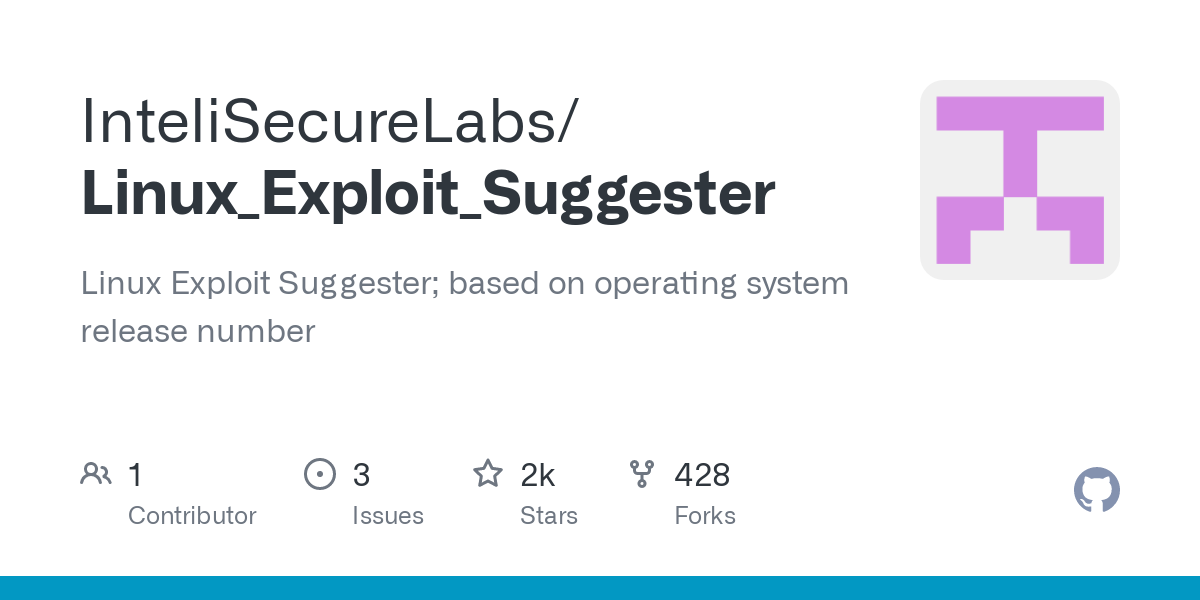 InteliSecureLabs/
Linux_Exploit_Suggester
Linux Exploit Suggester; based on operating system
release number
1
Contributor
3
Issues
2k
Stars
428
Forks